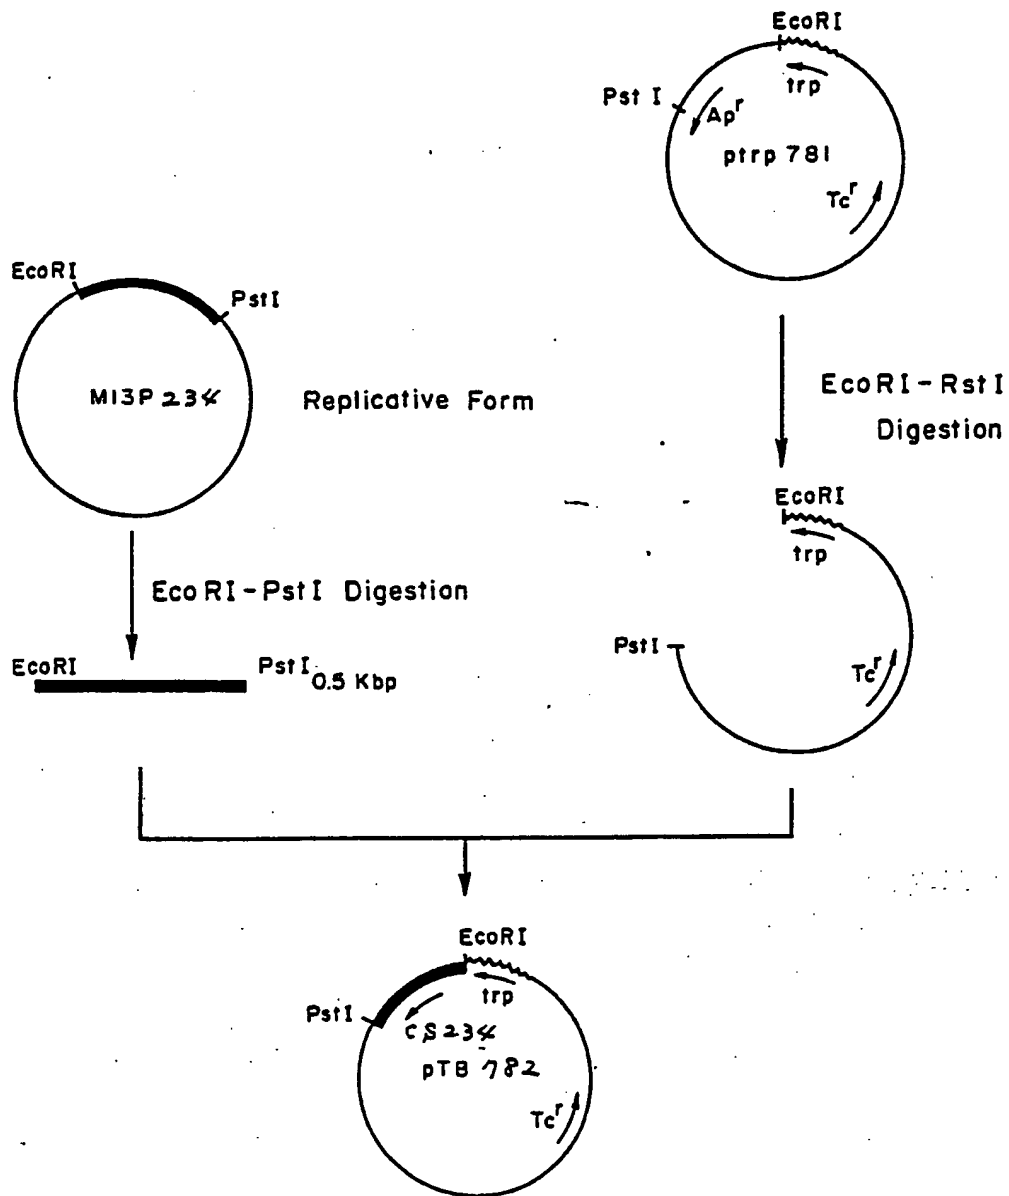 EcoRI
trp
Pst I
Apʳ
ptrp 781
Tcʳ
EcoRI
PstI
M13P 234
Replicative Form
EcoRI-RstI
Digestion
EcoRI
trp
EcoRI-PstI Digestion
PstI
Tcʳ
EcoRI
PstI
0.5 Kbp
EcoRI
trp
PstI
CS234
pTB 782
Tcʳ